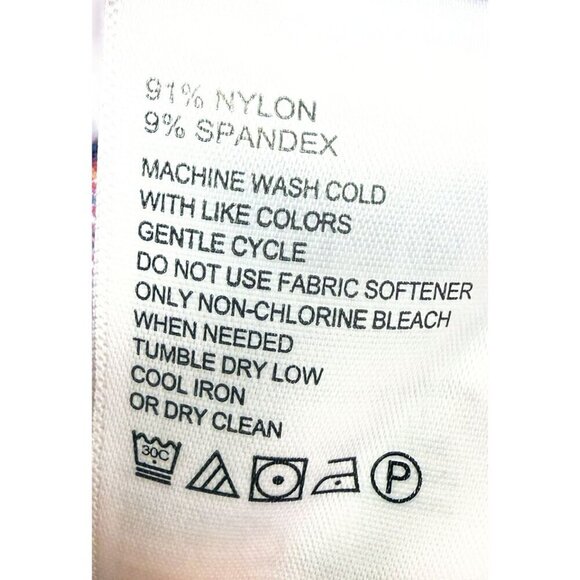 91% NYLON
9% SPANDEX
MACHINE WASH COLD
WITH LIKE COLORS
GENTLE CYCLE
DO NOT USE FABRIC SOFTENER
ONLY NON-CHLORINE BLEACH
WHEN NEEDED
TUMBLE DRY LOW
COOL IRON
OR DRY CLEAN
30C P